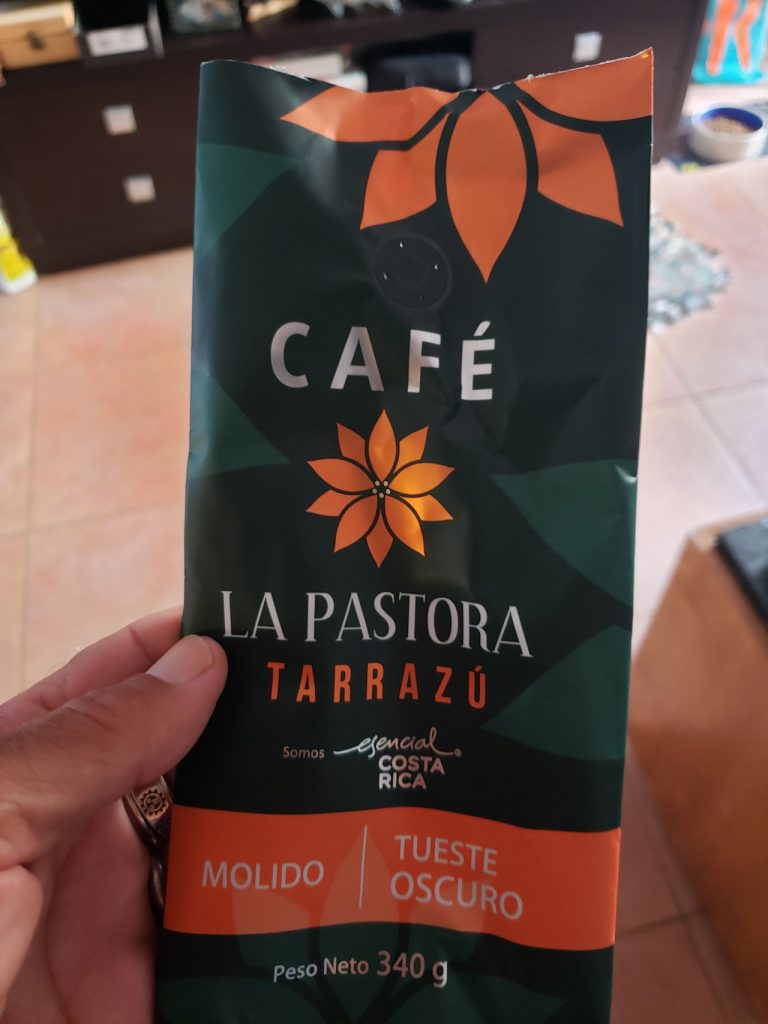 CAFÉ
LA PASTORA
TARRAZÚ
Somos esencial
COSTA
RICA
MOLIDO
TUESTE
OSCURO
Peso Neto 340 g